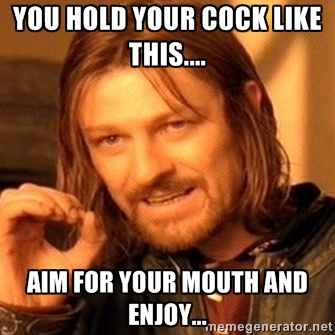 YOU HOLD YOUR COCK LIKE
THIS....
AIM FOR YOUR MOUTH AND
ENJOY...
memegenerator.net